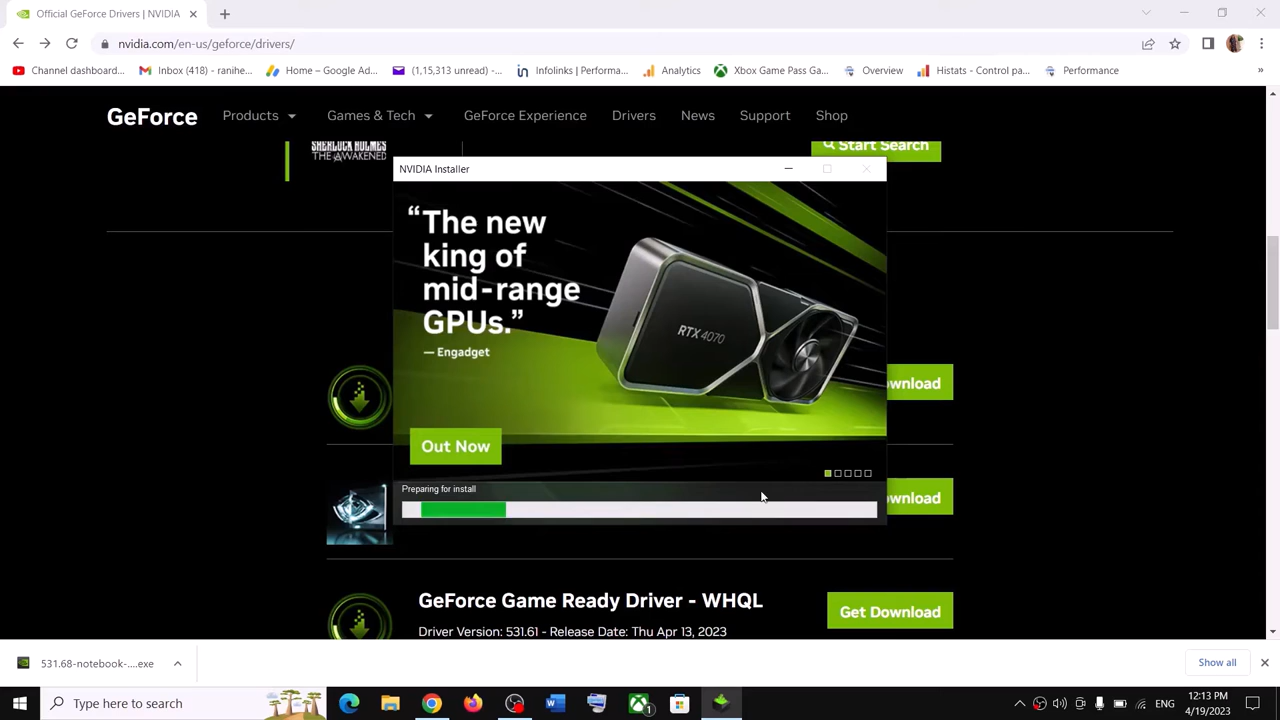 Official GeForce Drivers | NVIDIA
nvidia.com/en-us/geforce/drivers/
Channel dashboard...
Inbox (418) - ranihe...
Home – Google Ad...
(1,15,313 unread) -...
Infolinks | Performa...
Analytics
Xbox Game Pass Ga...
Overview
Histats - Control pa...
Performance
»
GeForce
Products
Games & Tech
GeForce Experience
Drivers
News
Support
Shop
SHERLOCK HOLMES
THE AWAKENED
Start Search
NVIDIA Installer
“The new
king of
mid-range
GPUs.”
— Engadget
RTX 4070
Out Now
Preparing for install
ownload
ownload
GeForce Game Ready Driver - WHQL
Get Download
Driver Version: 531.61 - Release Date: Thu Apr 13, 2023
531.68-notebook-....exe
Show all
Type here to search
1
ENG
12:13 PM
4/19/2023